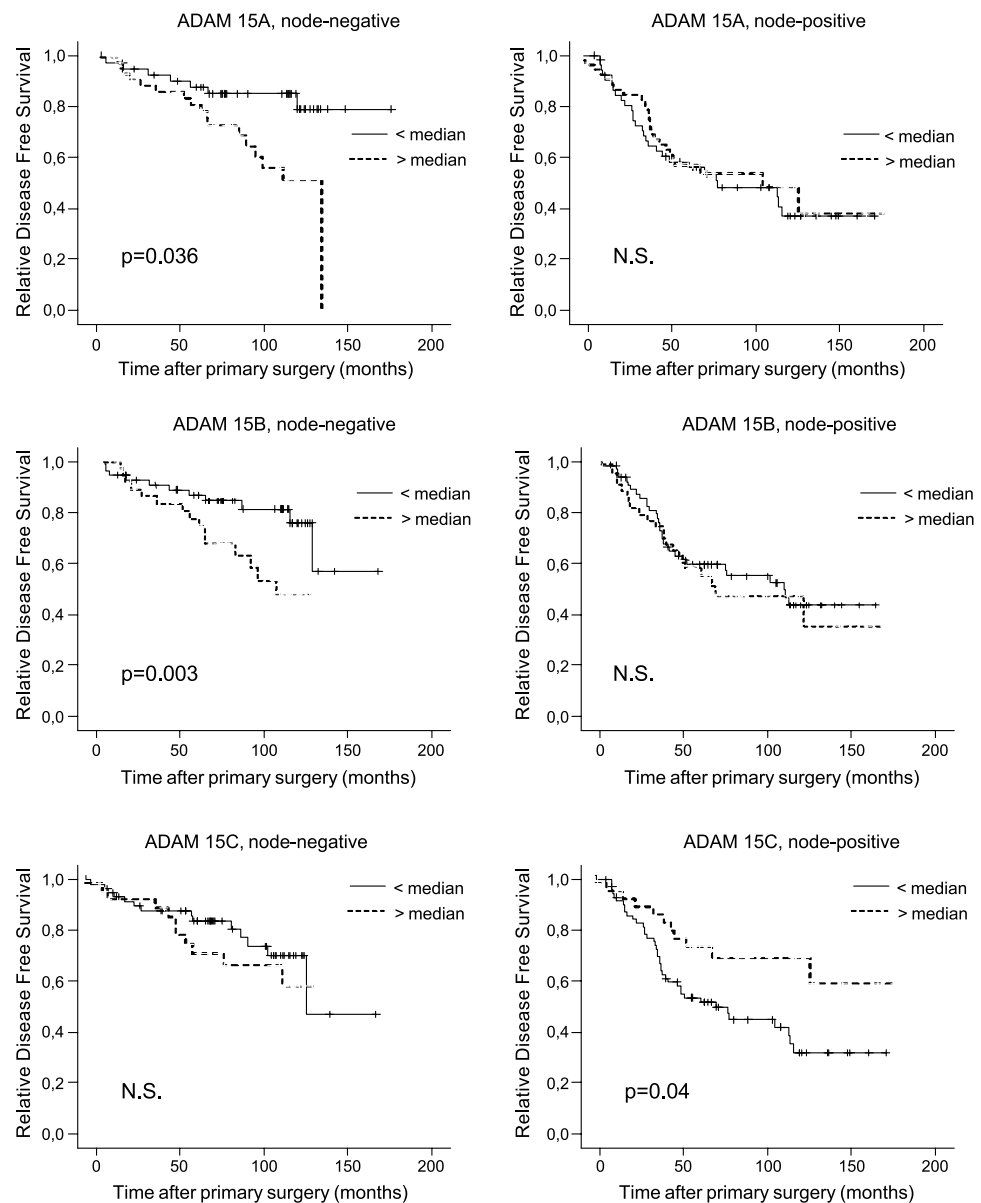 ADAM 15A, node-negative
Relative Disease Free Survival
1,0
0,8
0,6
0,4
0,2
0,0
< median
> median
p=0.036
0 50 100 150 200
Time after primary surgery (months)
ADAM 15A, node-positive
Relative Disease Free Survival
1,0
0,8
0,6
0,4
0,2
0,0
< median
> median
N.S.
0 50 100 150 200
Time after primary surgery (months)
ADAM 15B, node-negative
Relative Disease Free Survival
1,0
0,8
0,6
0,4
0,2
0,0
< median
> median
p=0.003
0 50 100 150 200
Time after primary surgery (months)
ADAM 15B, node-positive
Relative Disease Free Survival
1,0
0,8
0,6
0,4
0,2
0,0
< median
> median
N.S.
0 50 100 150 200
Time after primary surgery (months)
ADAM 15C, node-negative
Relative Disease Free Survival
1,0
0,8
0,6
0,4
0,2
0,0
< median
> median
N.S.
0 50 100 150 200
Time after primary surgery (months)
ADAM 15C, node-positive
Relative Disease Free Survival
1,0
0,8
0,6
0,4
0,2
0,0
< median
> median
p=0.04
0 50 100 150 200
Time after primary surgery (months)